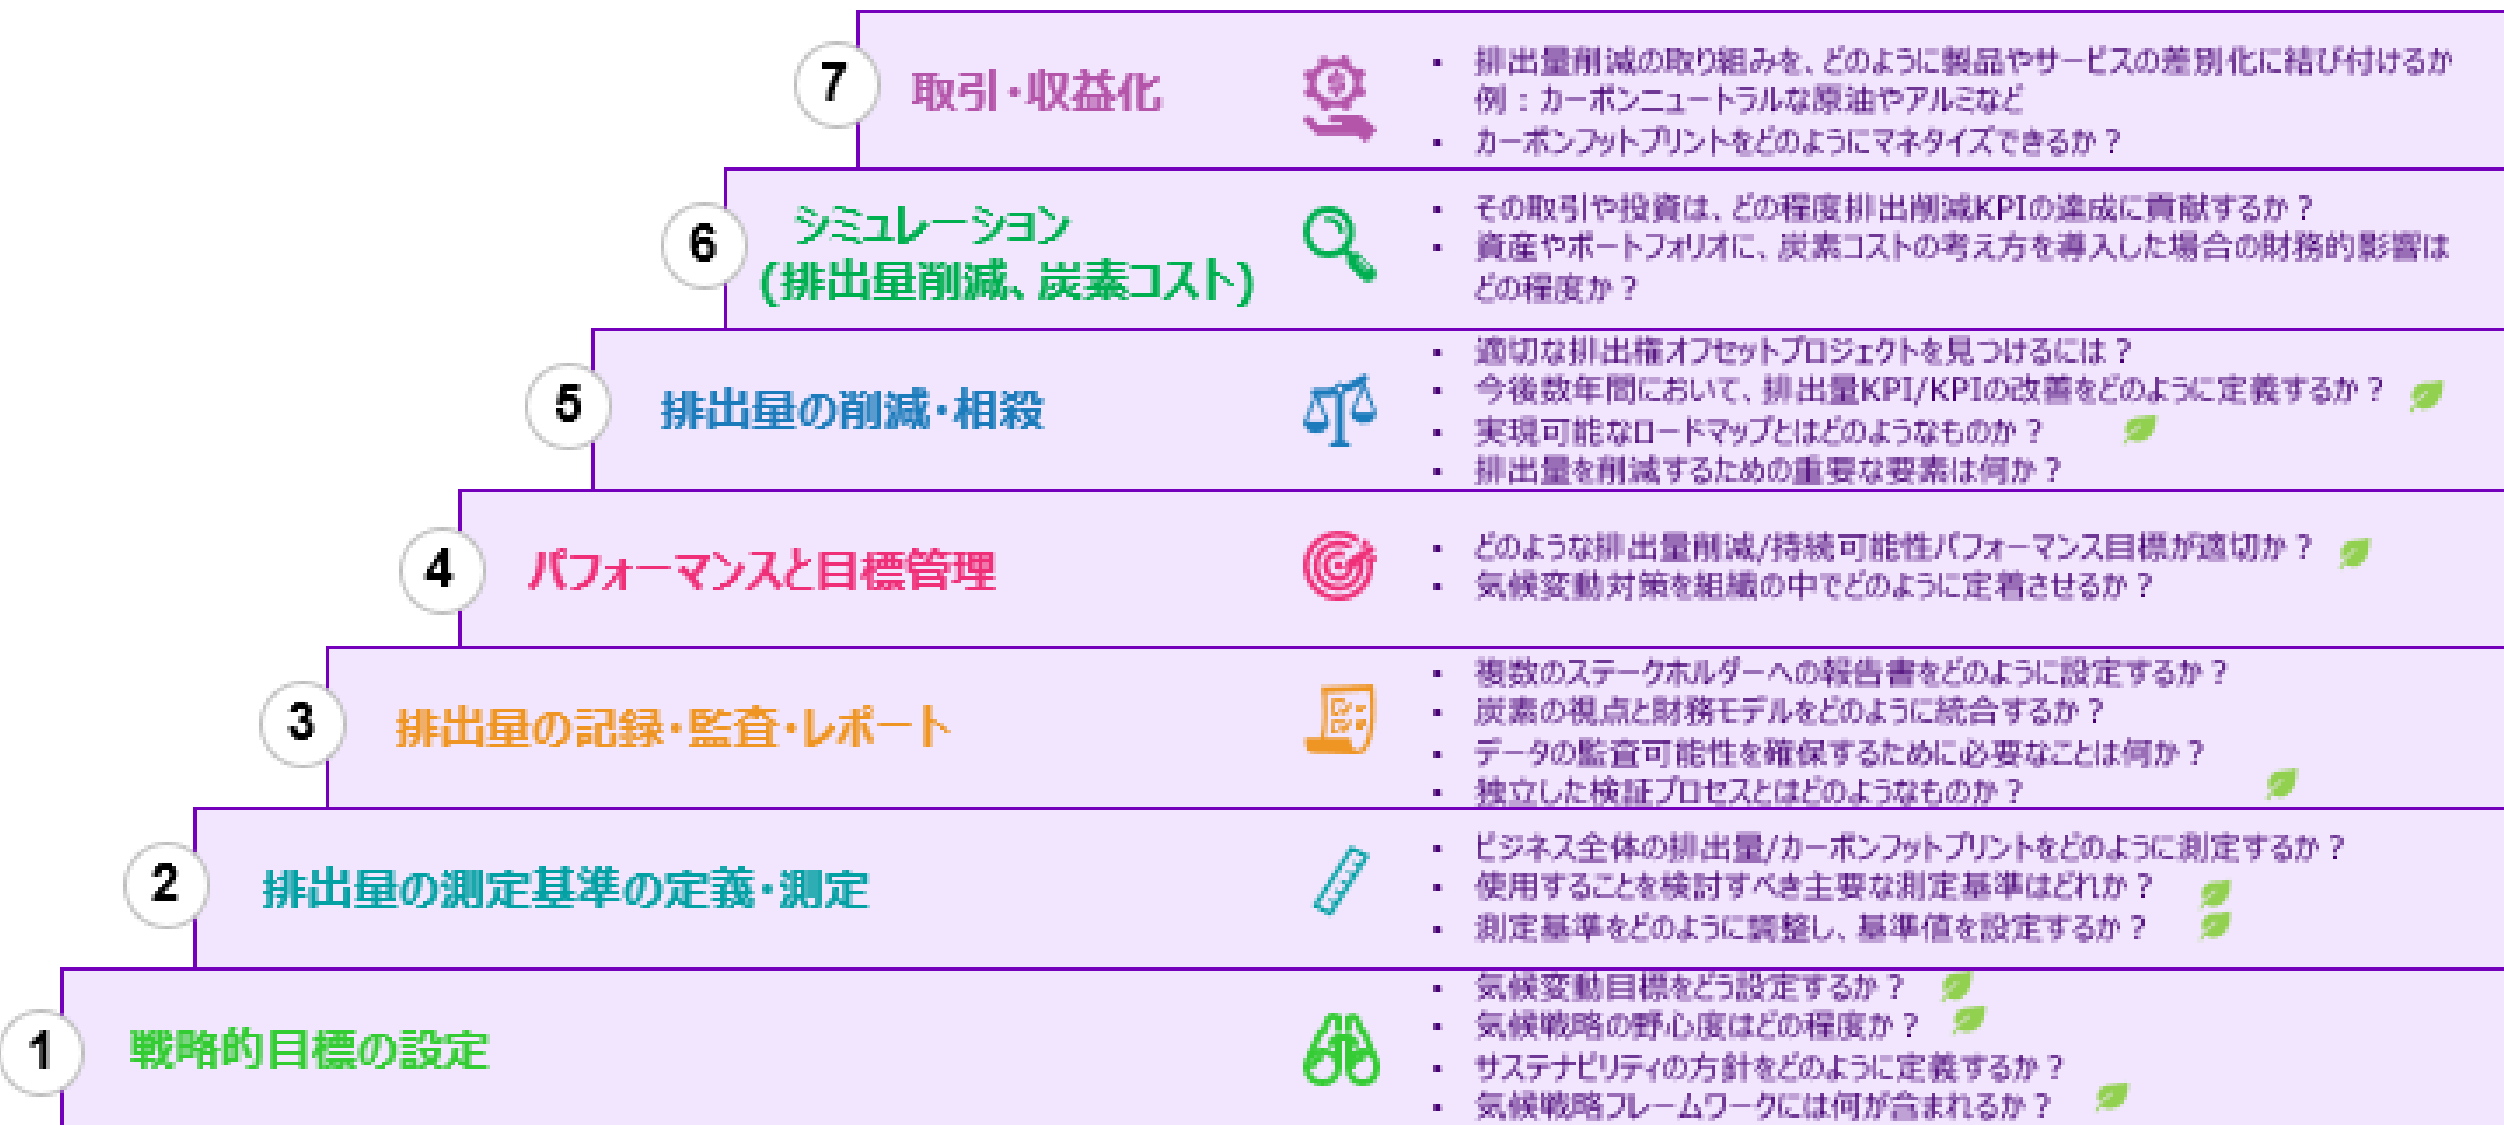 7
取引・収益化
・ 排出量削減の取り組みを、どのように製品やサービスの差別化に結び付けるか
例：カーボンニュートラルな原油やアルミなど
・ カーボンフットプリントをどのようにマネタイズできるか？
6
シミュレーション
(排出量削減、炭素コスト)
・ その取引や投資は、どの程度排出削減KPIの達成に貢献するか？
・ 資産やポートフォリオに、炭素コストの考え方を導入した場合の財務的影響は
どの程度か？
5
排出量の削減・相殺
・ 適切な排出権オフセットプロジェクトを見つけるには？
・ 今後数年間において、排出量KPI/KPIの改善をどのように定義するか？
・ 実現可能なロードマップとはどのようなものか？
・ 排出量を削減するための重要な要素は何か？
4
パフォーマンスと目標管理
・ どのような排出量削減/持続可能性パフォーマンス目標が適切か？
・ 気候変動対策を組織の中でどのように定着させるか？
3
排出量の記録・監査・レポート
・ 複数のステークホルダーへの報告書をどのように設定するか？
・ 炭素の視点と財務モデルをどのように統合するか？
・ データの監査可能性を確保するために必要なことは何か？
・ 独立した検証プロセスとはどのようなものか？
2
排出量の測定基準の定義・測定
・ ビジネス全体の排出量/カーボンフットプリントをどのように測定するか？
・ 使用することを検討すべき主要な測定基準はどれか？
・ 測定基準をどのように調整し、基準値を設定するか？
1
戦略的目標の設定
・ 気候変動目標をどう設定するか？
・ 気候戦略の野心度はどの程度か？
・ サステナビリティの方針をどのように定義するか？
・ 気候戦略フレームワークには何が含まれるか？